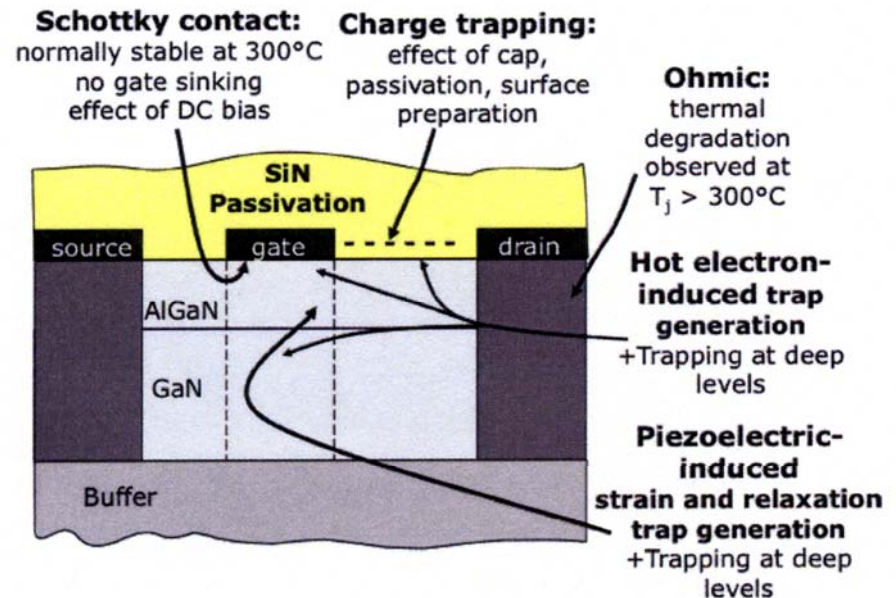 Schottky contact:
normally stable at 300°C
no gate sinking
effect of DC bias
Charge trapping:
effect of cap,
passivation, surface
preparation
Ohmic:
thermal
degradation
observed at
Tj > 300°C
SiN
Passivation
source
gate
drain
AlGaN
GaN
Buffer
Hot electron-
induced trap
generation
+Trapping at deep
levels
Piezoelectric-
induced
strain and relaxation
trap generation
+Trapping at deep
levels